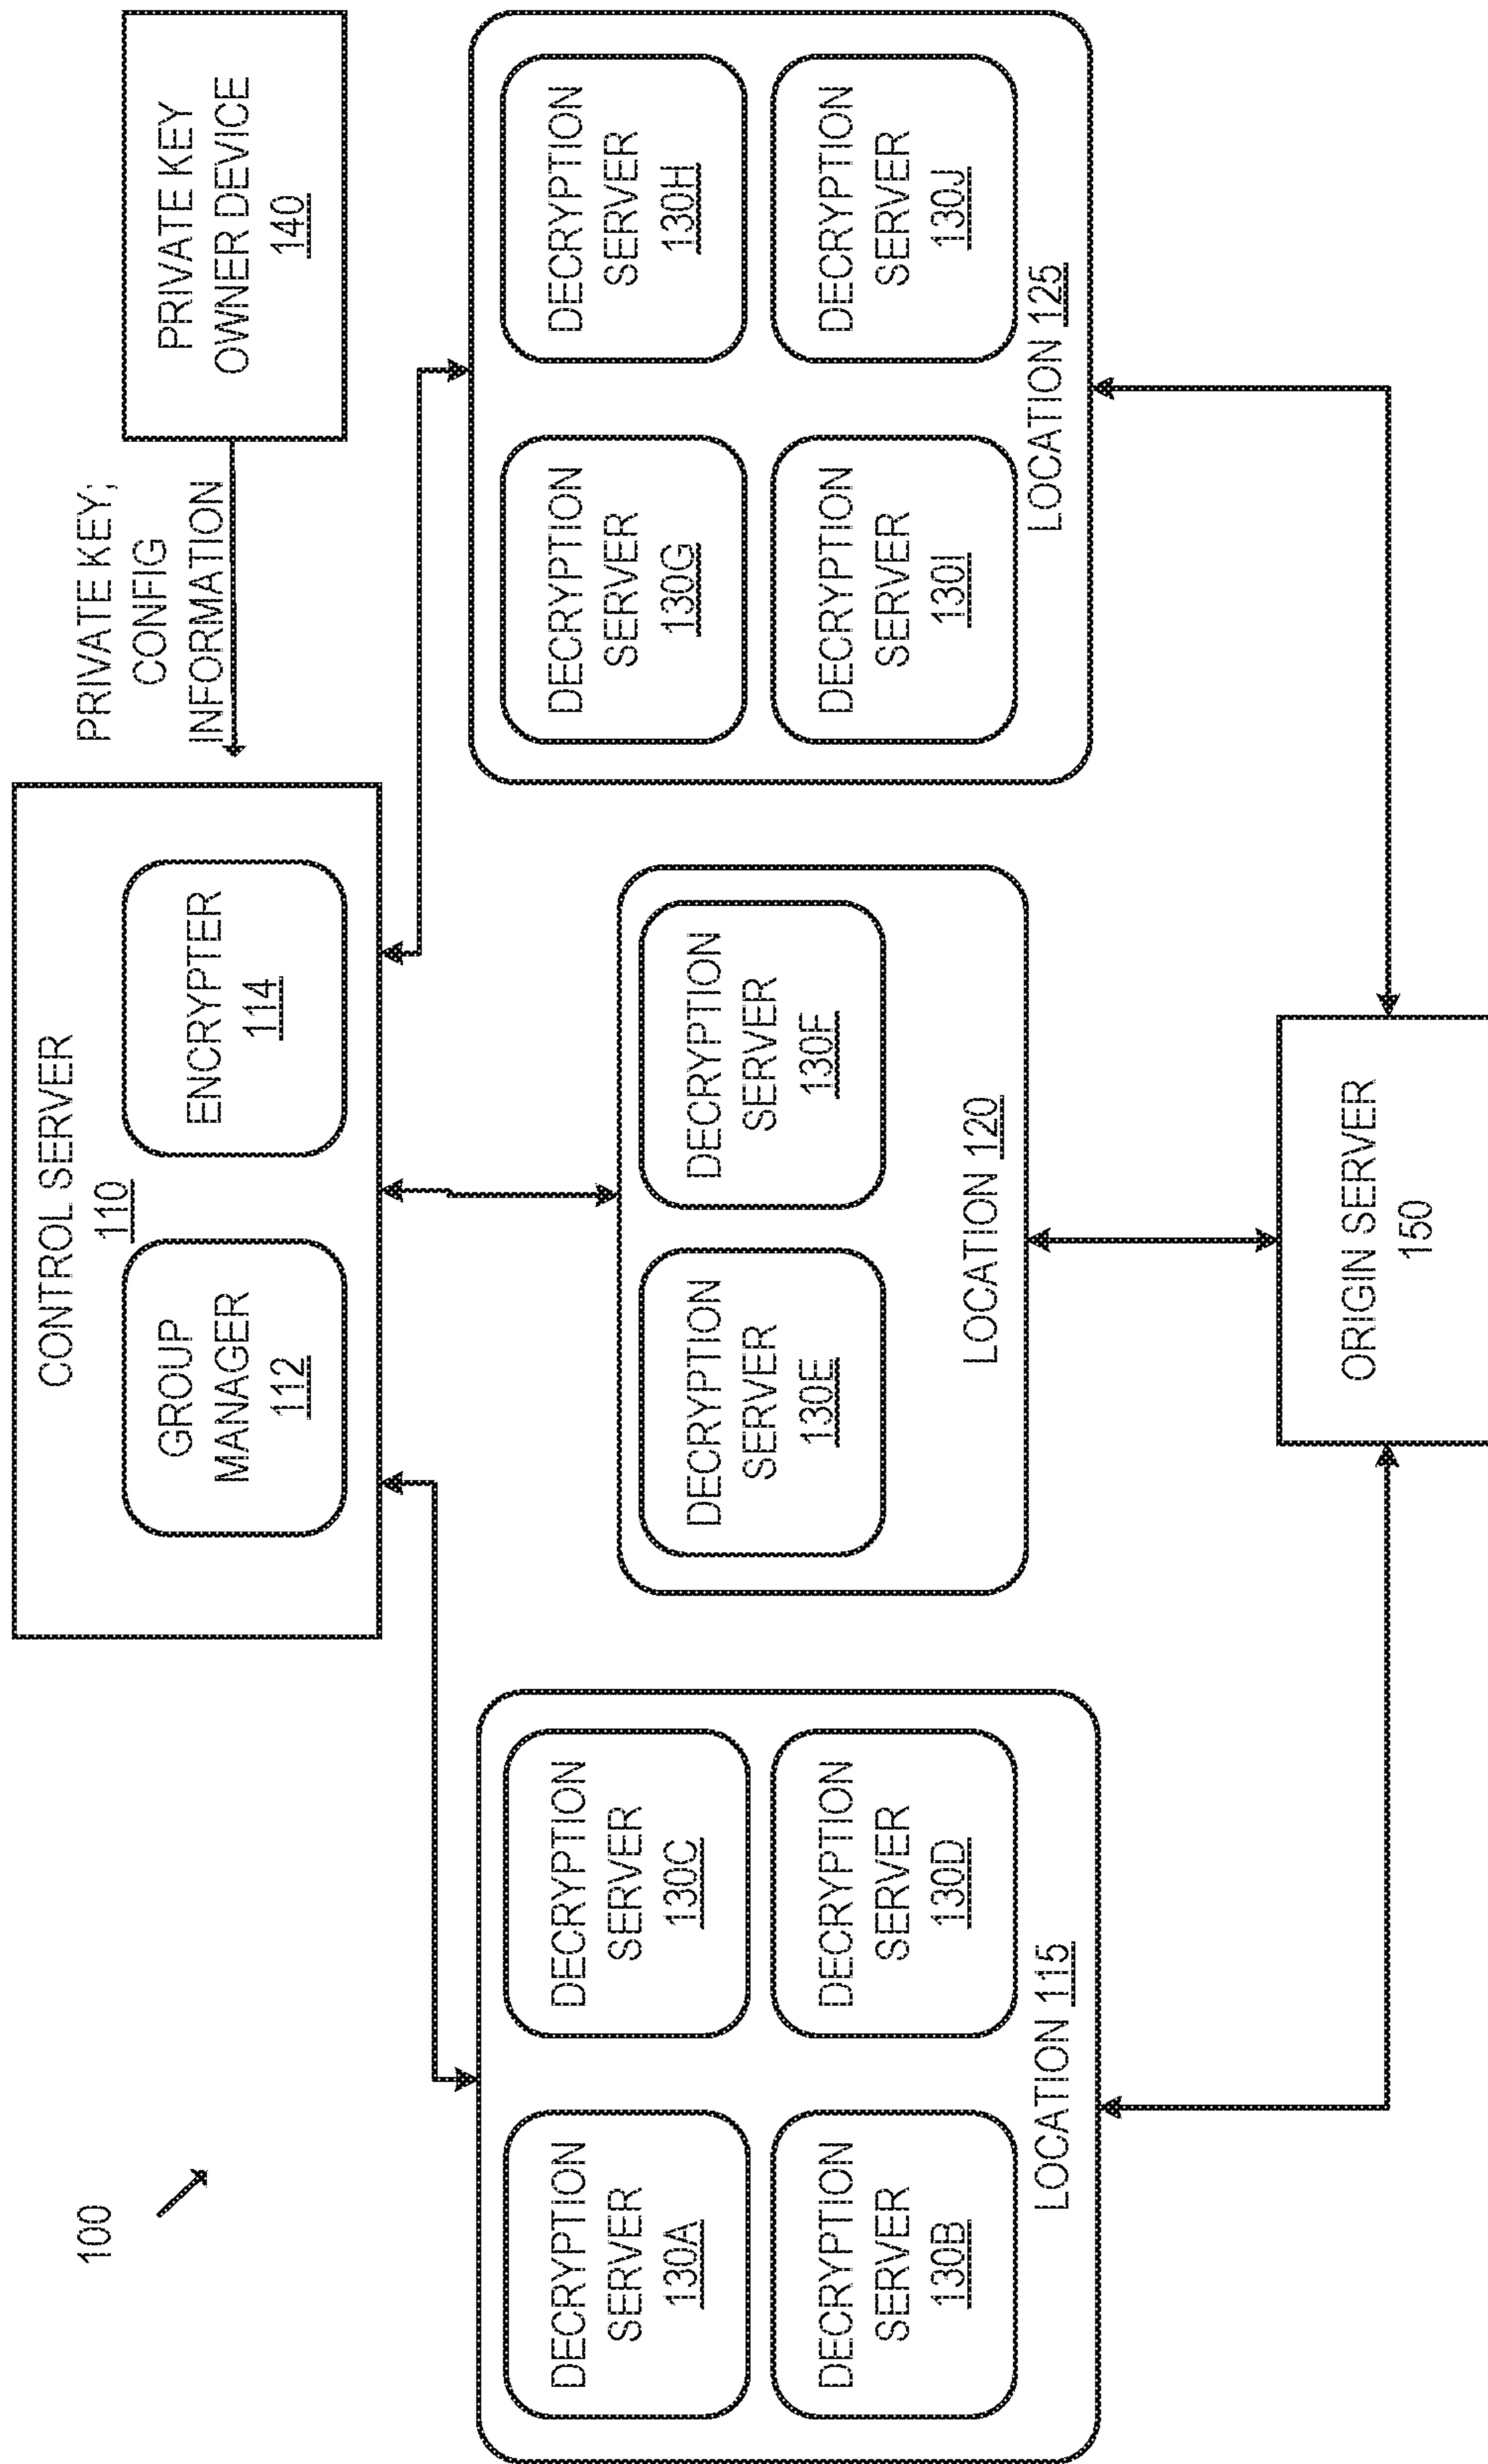 100
CONTROL SERVER
110
GROUP
MANAGER
112
ENCRYPTER
114
PRIVATE KEY;
CONFIG
INFORMATION
PRIVATE KEY
OWNER DEVICE
140
DECRYPTION
SERVER
130A
DECRYPTION
SERVER
130C
DECRYPTION
SERVER
130B
DECRYPTION
SERVER
130D
LOCATION 115
DECRYPTION
SERVER
130E
DECRYPTION
SERVER
130F
LOCATION 120
DECRYPTION
SERVER
130G
DECRYPTION
SERVER
130H
DECRYPTION
SERVER
130I
DECRYPTION
SERVER
130J
LOCATION 125
ORIGIN SERVER
150